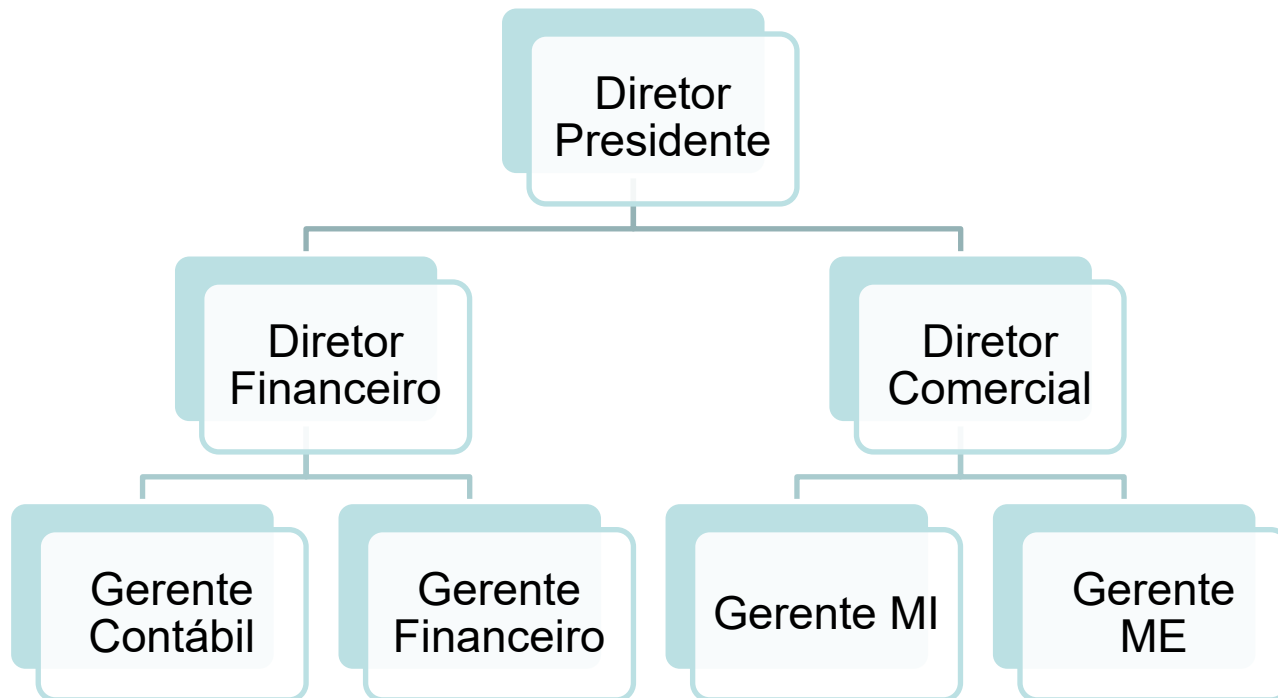 Diretor
Presidente
Diretor
Financeiro
Diretor
Comercial
Gerente
Contábil
Gerente
Financeiro
Gerente MI
Gerente
ME